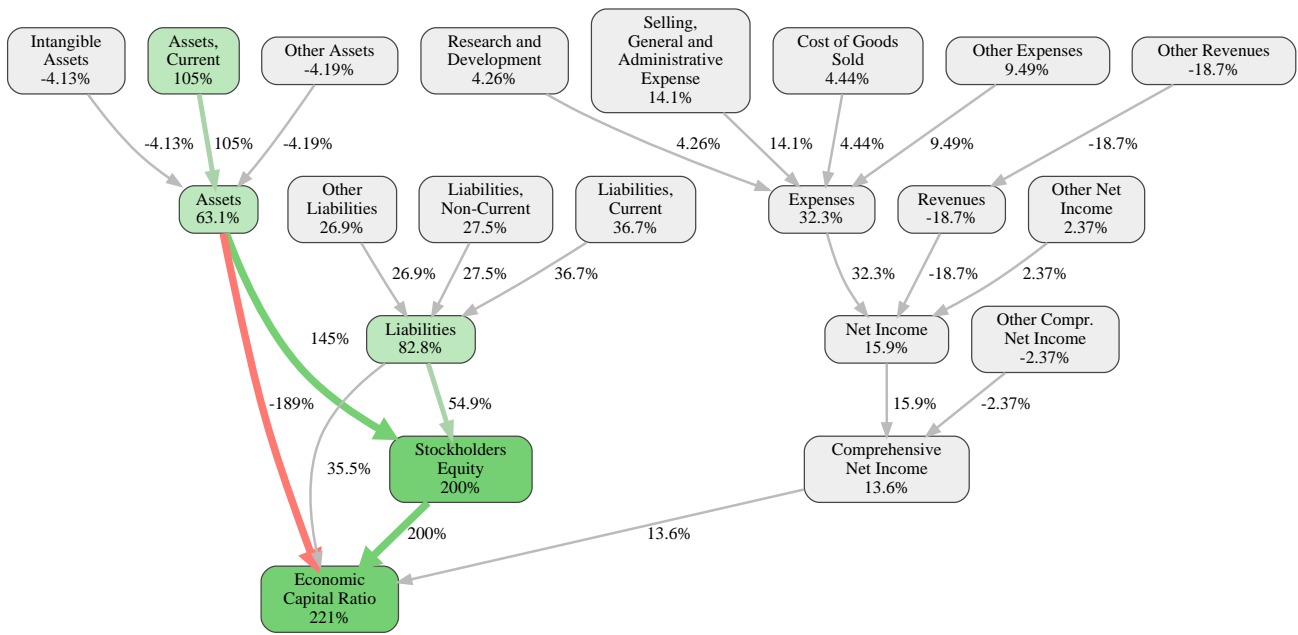 Intangible
Assets
-4.13%
Assets,
Current
105%
Other Assets
-4.19%
Research and
Development
4.26%
Selling,
General and
Administrative
Expense
14.1%
Cost of Goods
Sold
4.44%
Other Expenses
9.49%
Other Revenues
-18.7%
-4.13%
105%
-4.19%
4.26%
14.1%
4.44%
9.49%
-18.7%
Assets
63.1%
Other
Liabilities
26.9%
Liabilities,
Non-Current
27.5%
Liabilities,
Current
36.7%
Expenses
32.3%
Revenues
-18.7%
Other Net
Income
2.37%
26.9%
27.5%
36.7%
32.3%
-18.7%
2.37%
145%
Liabilities
82.8%
Net Income
15.9%
Other Compr.
Net Income
-2.37%
-189%
54.9%
15.9%
-2.37%
35.5%
Stockholders
Equity
200%
Comprehensive
Net Income
13.6%
200%
13.6%
Economic
Capital Ratio
221%